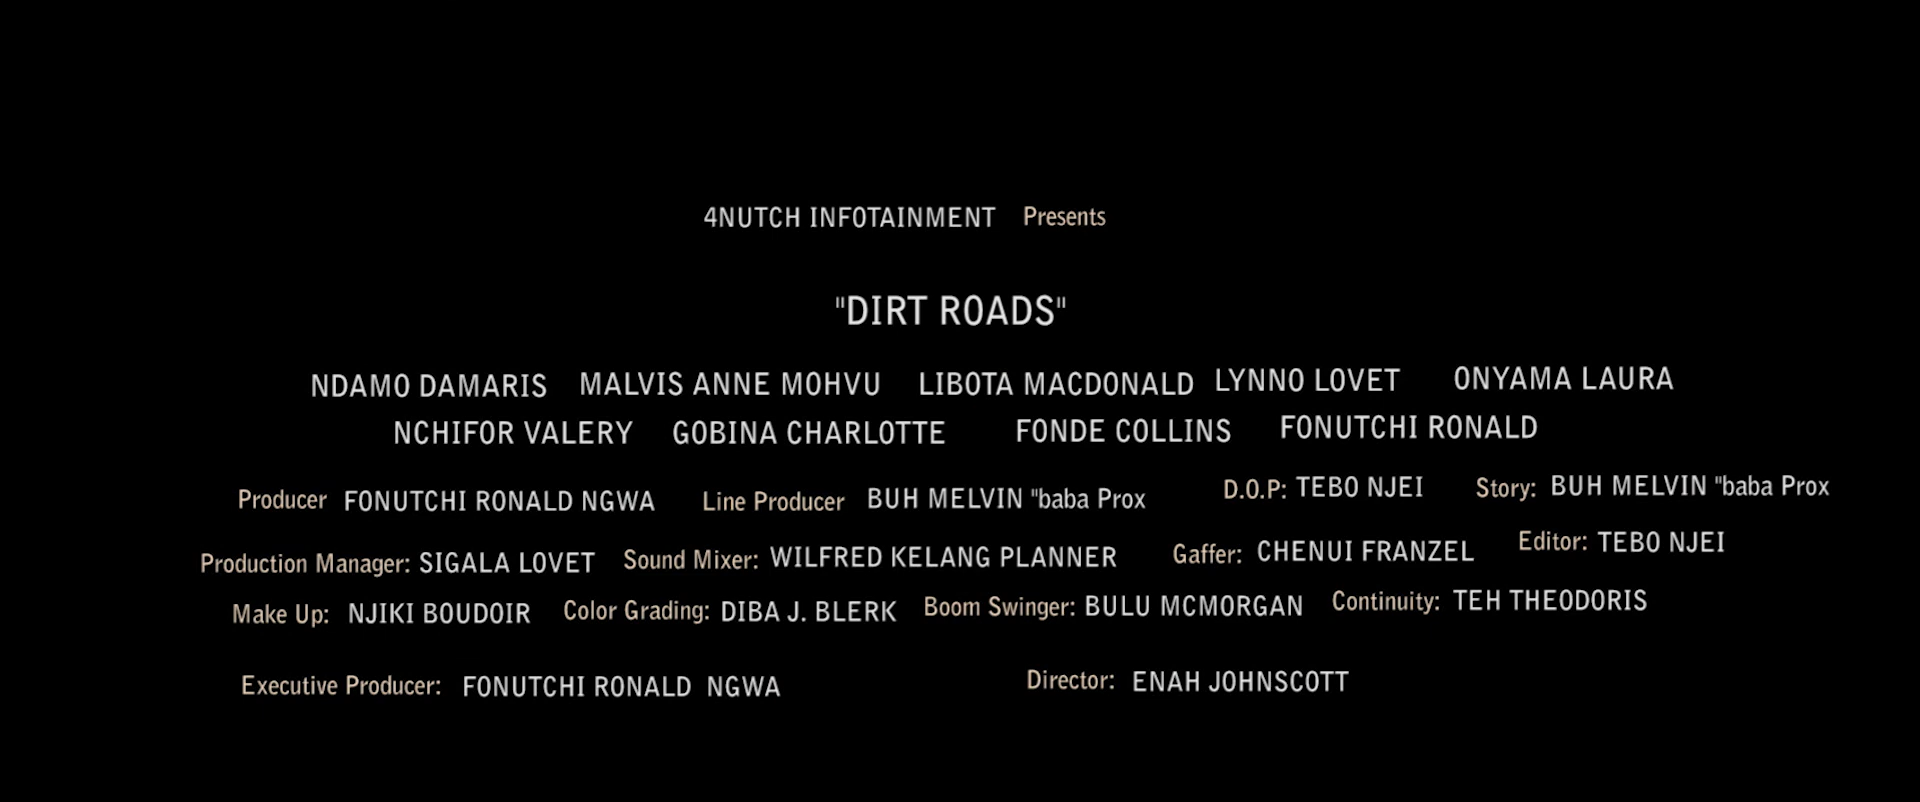 4NUTCH INFOTAINMENT Presents
"DIRT ROADS"
NDAMO DAMARIS MALVIS ANNE MOHVU LIBOTA MACDONALD LYNNO LOVET ONYAMA LAURA
NCHIFOR VALERY GOBINA CHARLOTTE FONDE COLLINS FONUTCHI RONALD
Producer FONUTCHI RONALD NGWA Line Producer BUH MELVIN "baba Prox D.O.P: TEBO NJEI Story: BUH MELVIN "baba Prox
Production Manager: SIGALA LOVET Sound Mixer: WILFRED KELANG PLANNER Gaffer: CHENUI FRANZEL Editor: TEBO NJEI
Make Up: NJIKI BOUDOIR Color Grading: DIBA J. BLERK Boom Swinger: BULU MCMORGAN Continuity: TEH THEODORIS
Executive Producer: FONUTCHI RONALD NGWA Director: ENAH JOHNSCOTT